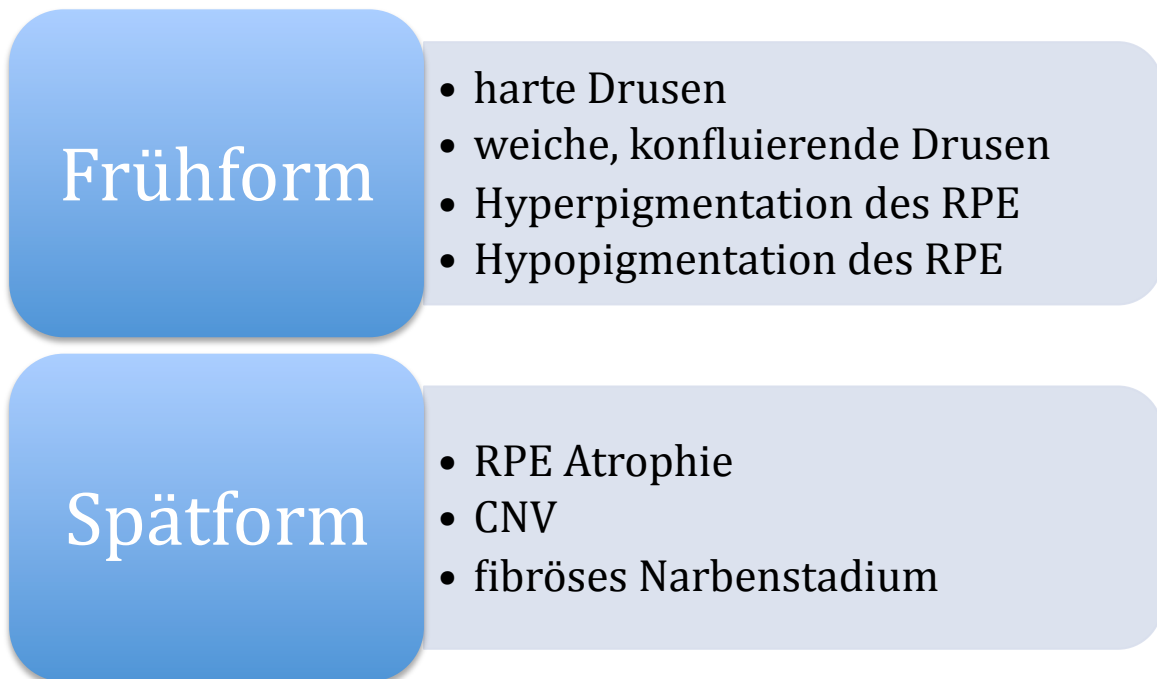 Frühform
• harte Drusen
• weiche, konfluierende Drusen
• Hyperpigmentation des RPE
• Hypopigmentation des RPE
Spätform
• RPE Atrophie
• CNV
• fibröses Narbenstadium